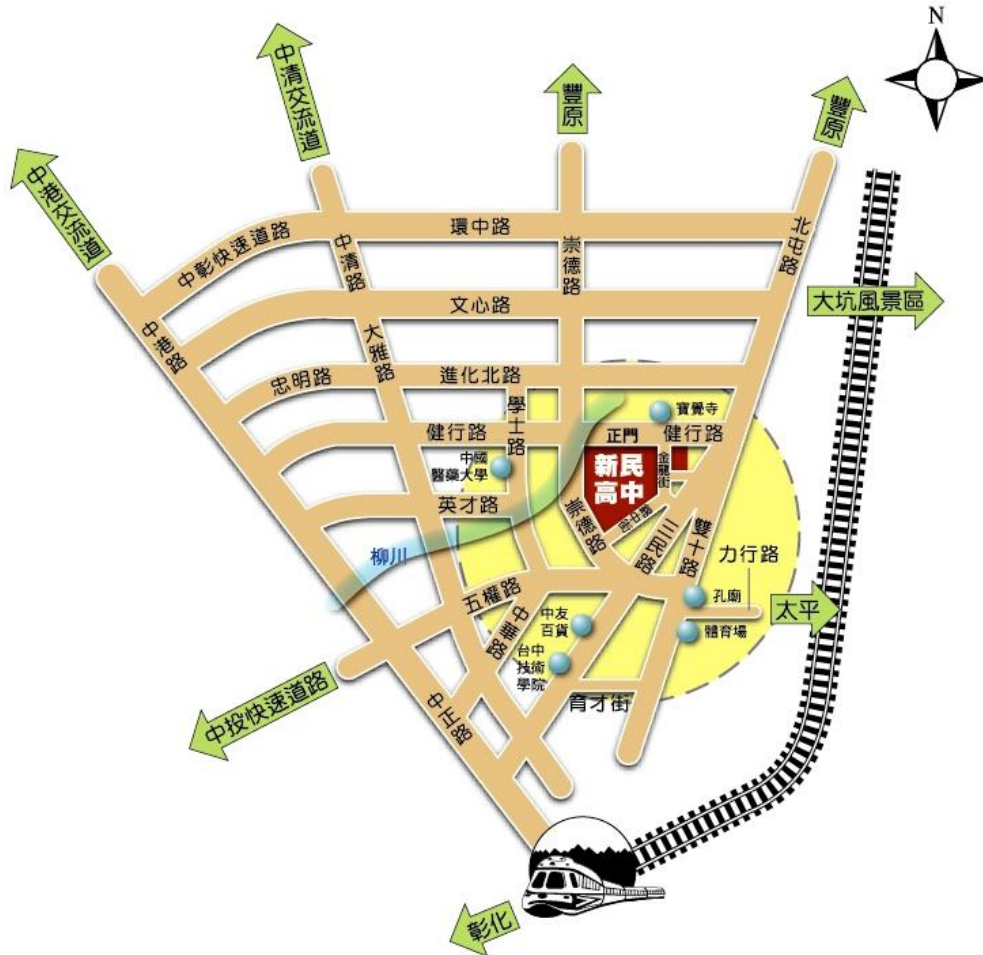 N
中清交流道
豐原
豐原
中港交流道
中彰快速道路
中清路
環中路
崇德路
北屯路
大坑風景區
文心路
中港路
大雅路
忠明路
進化北路
學士路
寶覺寺
健行路
正門
健行路
中國
醫藥大學
新民
高中
金龍街
英才路
崇德路
三民路
雙十路
力行路
柳川
五權路
中華路
中友
百貨
孔廟
太平
體育場
台中
技術
學院
育才街
中投快速道路
中正路
彰化